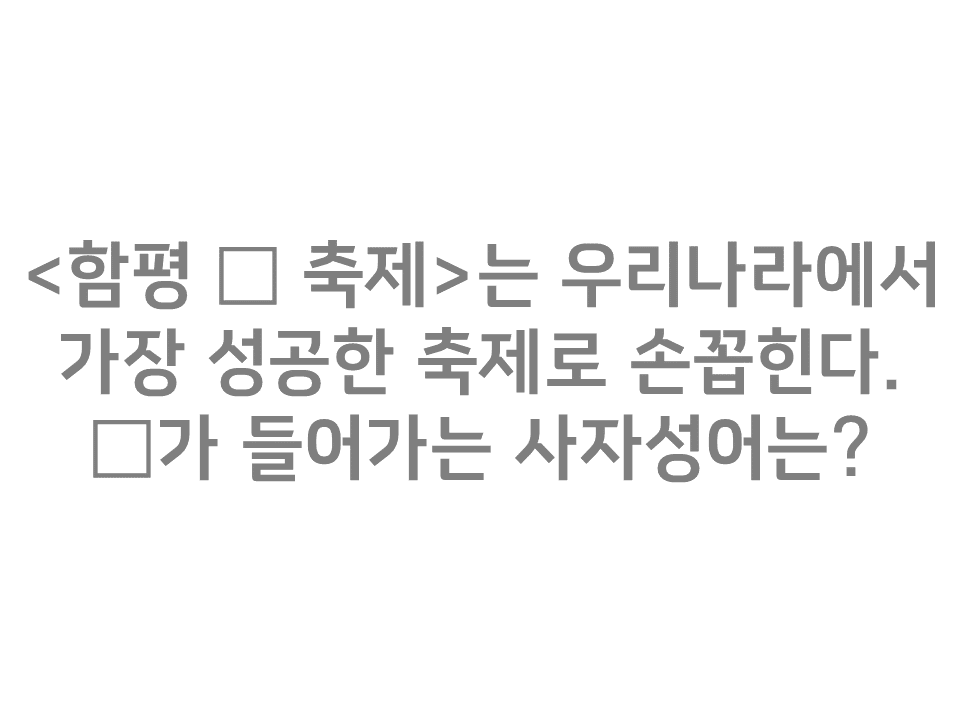 <함평 □ 축제>는 우리나라에서
가장 성공한 축제로 손꼽힌다.
□가 들어가는 사자성어는?